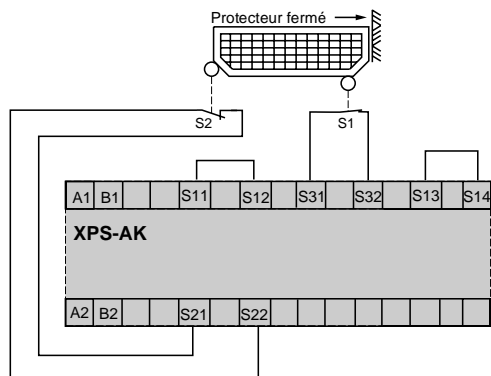 Protecteur fermé
S2
S1
A1 B1 S11 S12 S31 S32 S13 S14
XPS-AK
A2 B2 S21 S22